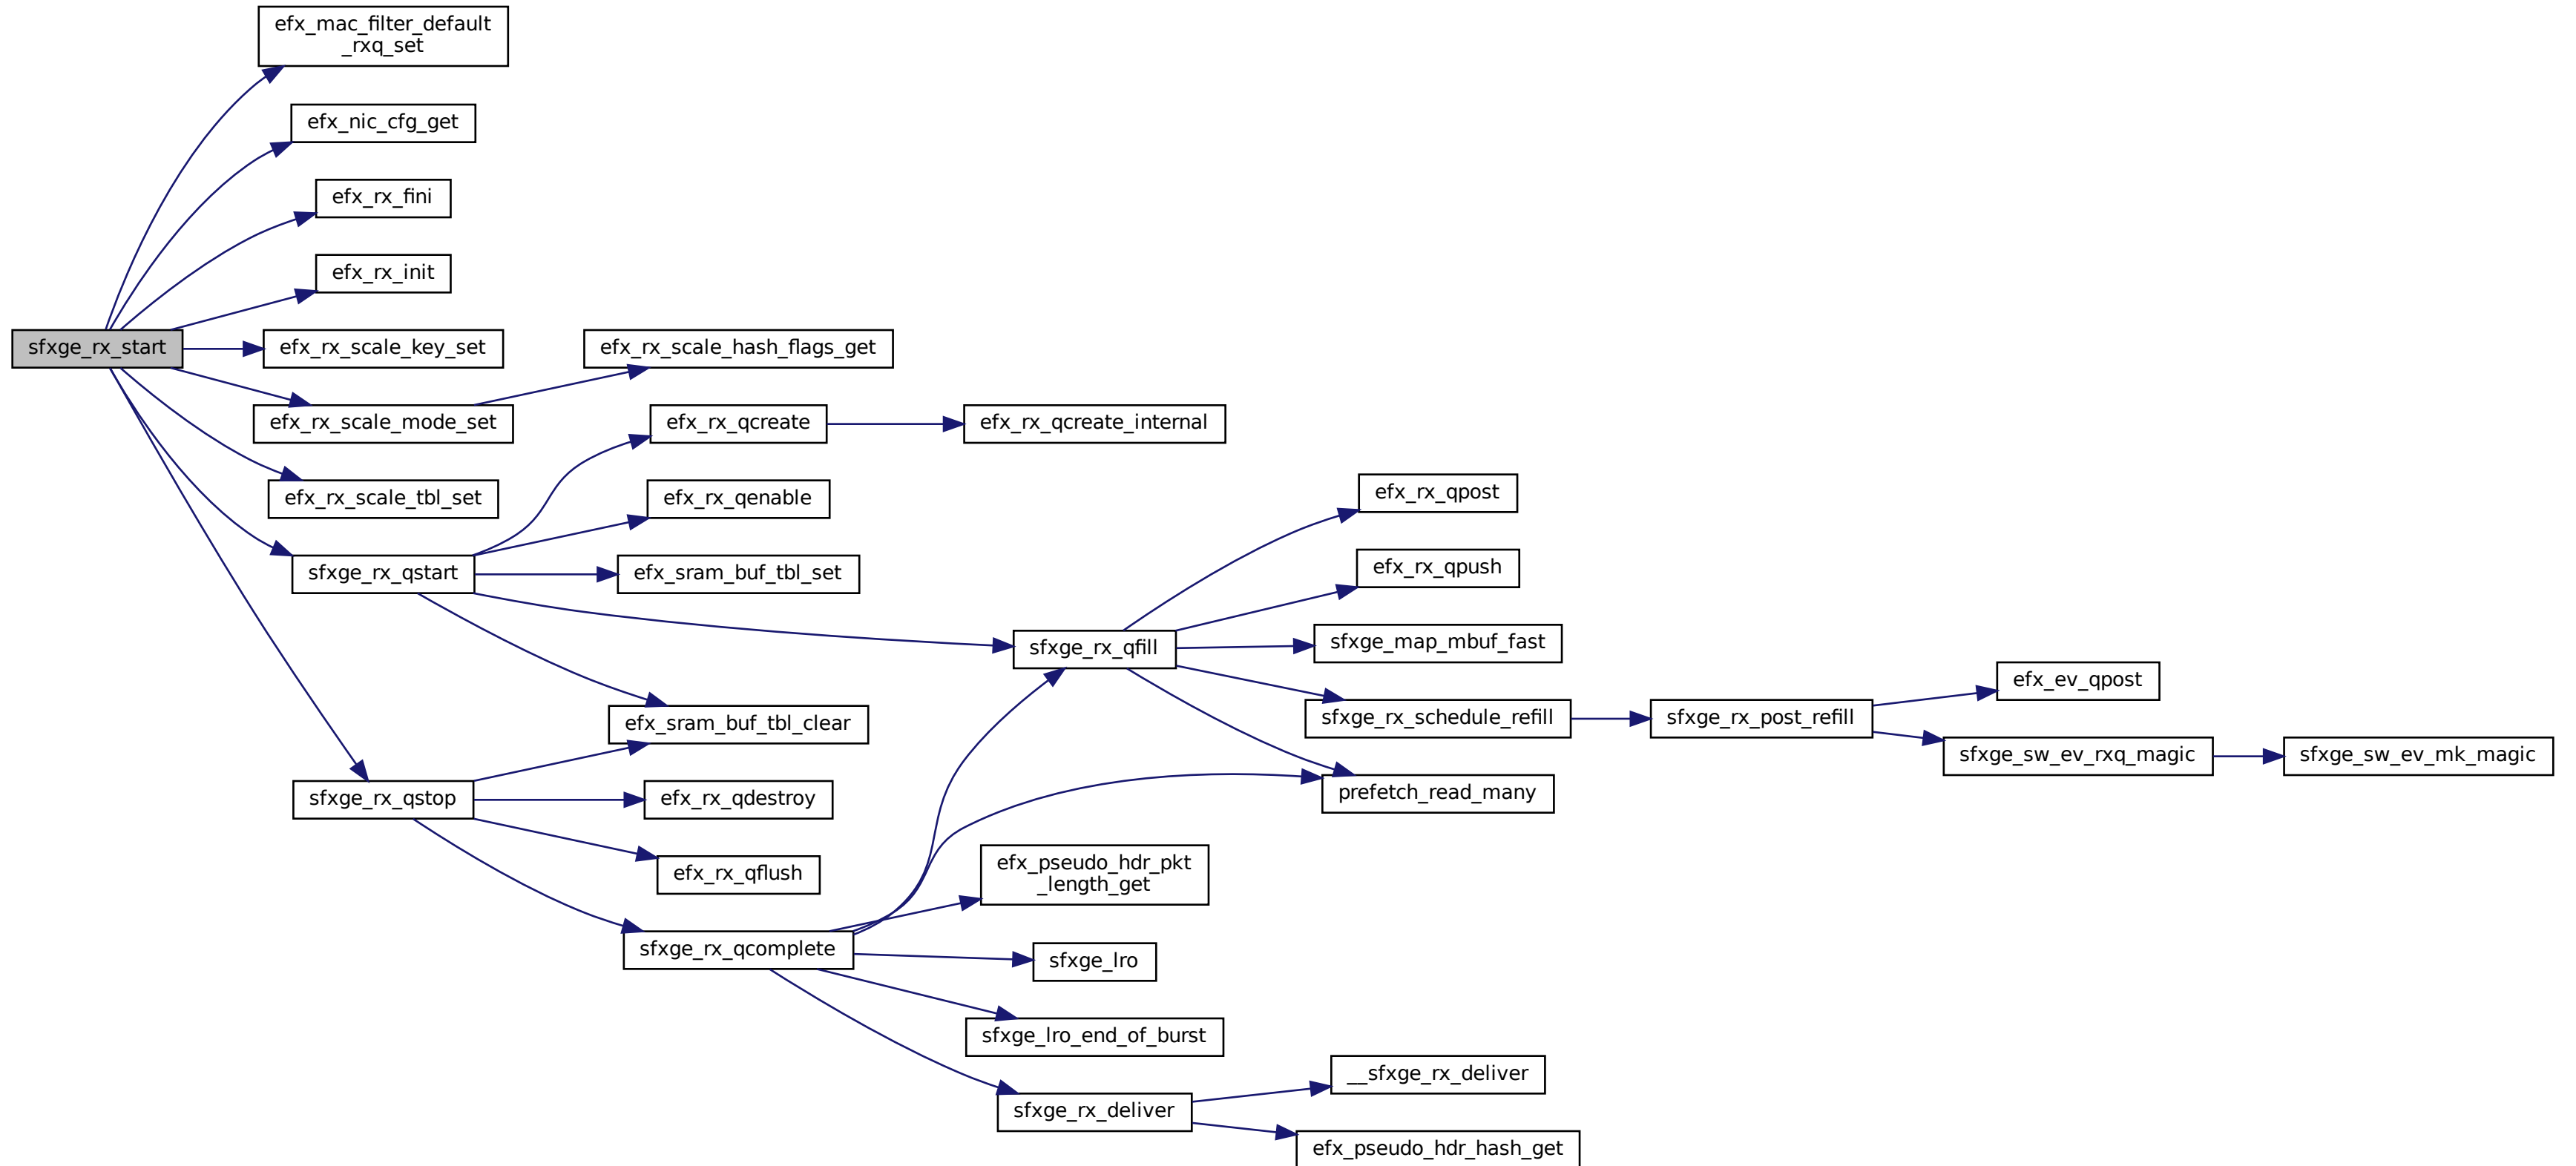 efx_mac_filter_default
_rxq_set
efx_nic_cfg_get
efx_rx_fini
efx_rx_init
sfxge_rx_start
efx_rx_scale_key_set
efx_rx_scale_hash_flags_get
efx_rx_scale_mode_set
efx_rx_qcreate
efx_rx_qcreate_internal
efx_rx_scale_tbl_set
efx_rx_qenable
efx_rx_qpost
sfxge_rx_qstart
efx_sram_buf_tbl_set
efx_rx_qpush
sfxge_rx_qfill
sfxge_map_mbuf_fast
efx_sram_buf_tbl_clear
sfxge_rx_schedule_refill
sfxge_rx_post_refill
efx_ev_qpost
sfxge_sw_ev_rxq_magic
sfxge_sw_ev_mk_magic
sfxge_rx_qstop
efx_rx_qdestroy
prefetch_read_many
efx_rx_qflush
efx_pseudo_hdr_pkt
_length_get
sfxge_rx_qcomplete
sfxge_lro
sfxge_lro_end_of_burst
sfxge_rx_deliver
__sfxge_rx_deliver
efx_pseudo_hdr_hash_get